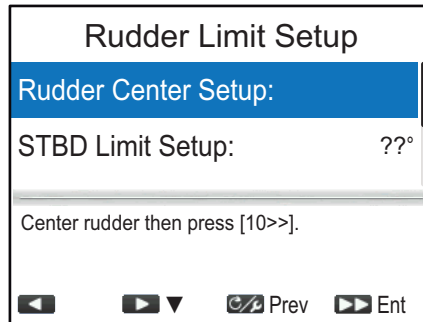 Rudder Limit Setup
Rudder Center Setup:
STBD Limit Setup: ??°
Center rudder then press [10>>].
◀ ▶ ▼ Prev ▶▶ Ent